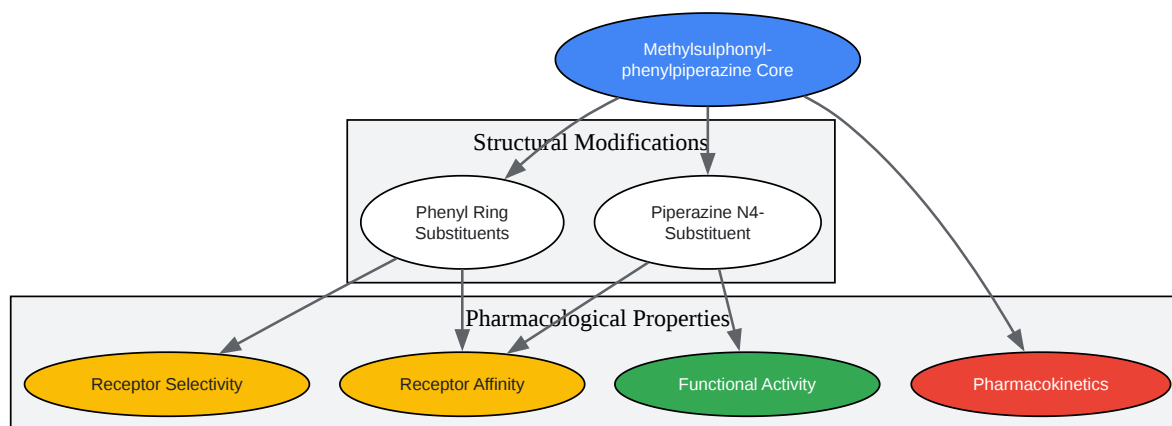 Methylsulphonyl-
phenylpiperazine Core
Structural Modifications
Phenyl Ring
Substituents
Piperazine N4-
Substituent
Pharmacological Properties
Receptor Selectivity
Receptor Affinity
Functional Activity
Pharmacokinetics